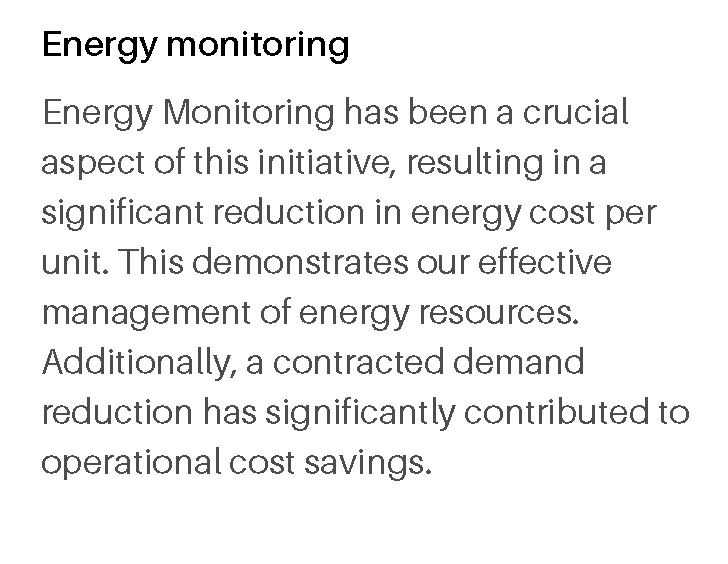 Energy monitoring
Energy Monitoring has been a crucial
aspect of this initiative, resulting in a
significant reduction in energy cost per
unit. This demonstrates our effective
management of energy resources.
Additionally, a contracted demand
reduction has significantly contributed to
operational cost savings.